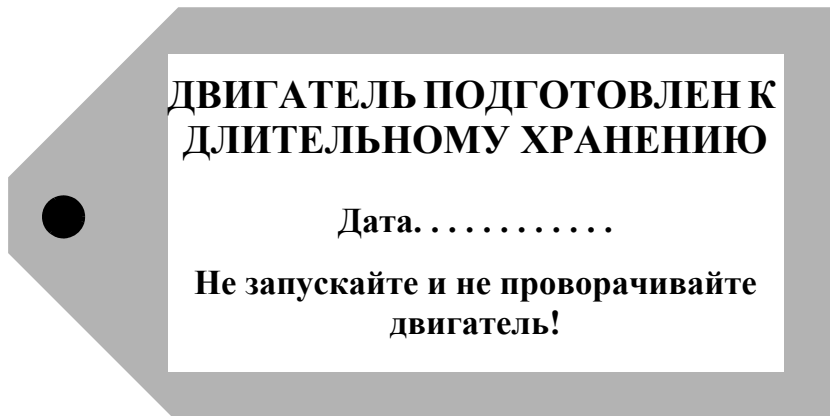 ДВИГАТЕЛЬ ПОДГОТОВЛЕН К
ДЛИТЕЛЬНОМУ ХРАНЕНИЮ
Дата. . . . . . . . . . . .
Не запускайте и не проворачивайте
двигатель!